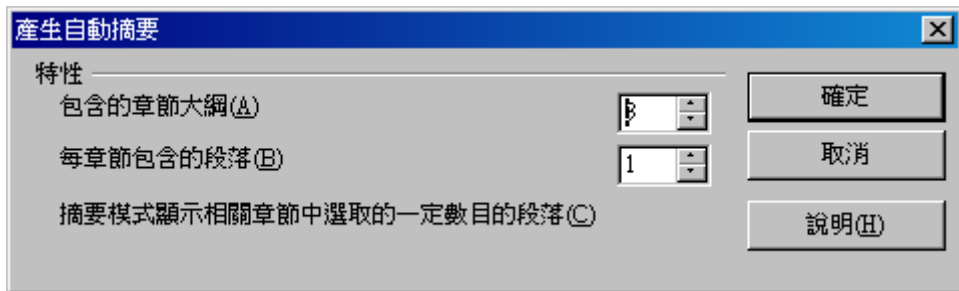 產生自動摘要
特性
包含的章節大綱(A)
3
每章節包含的段落(B)
1
摘要模式顯示相關章節中選取的一定數目的段落(C)
確定
取消
說明(H)